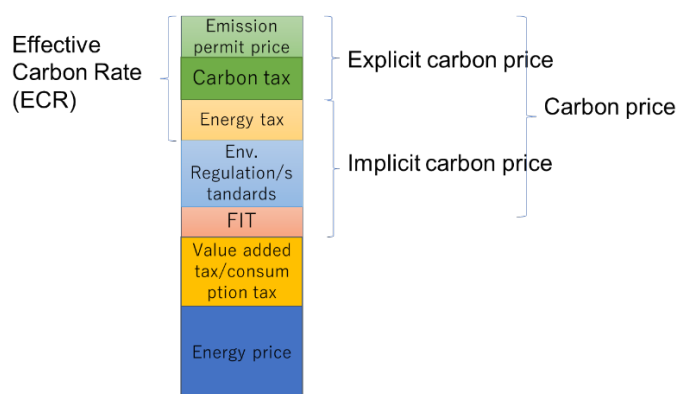 Effective
Carbon Rate
(ECR)
Emission
permit price
Carbon tax
Energy tax
Env.
Regulation/s
tandards
FIT
Value added
tax/consum
ption tax
Energy price
Explicit carbon price
Implicit carbon price
Carbon price